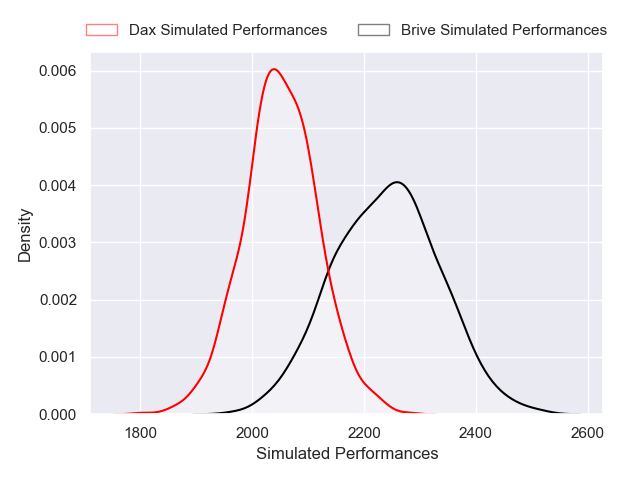 Dax Simulated Performances Brive Simulated Performances
0.006
0.005
0.004
0.003
0.002
0.001
0.000
Density
1800 2000 2200 2400 2600
Simulated Performances